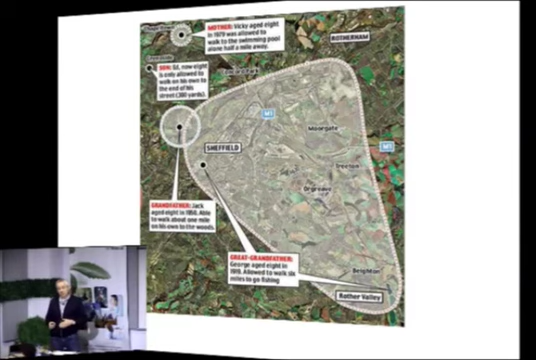 MOTHER: Vicky aged eight
in 1979 was allowed to
walk to the swimming pool
alone half a mile away.
ROTHERHAM
SON: Ed, now eight
is only allowed to
walk on his own to
the end of his
street (300 yards).
M1
Moorgate
SHEFFIELD
M1
Treeton
Orgreave
GRANDFATHER: Jack
aged eight in 1950. Able
to walk about one mile
on his own to the woods.
GREAT-GRANDFATHER:
George aged eight in
1919. Allowed to walk six
miles to go fishing
Beighton
Rother Valley